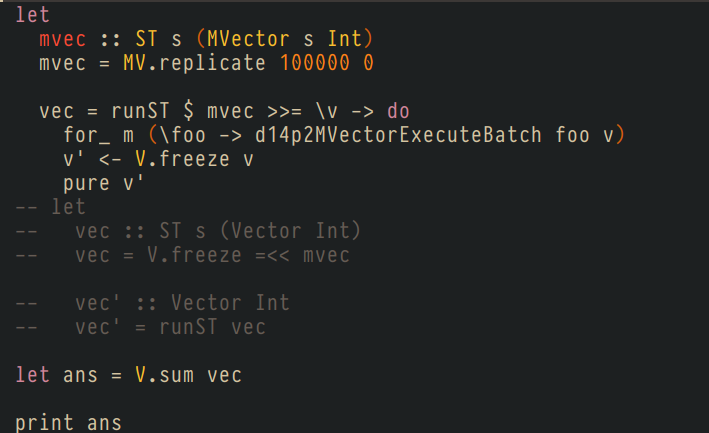 let
  mvec :: ST s (MVector s Int)
  mvec = MV.replicate 100000 0

  vec = runST $ mvec >>= \v -> do
    for_ m (\foo -> d14p2MVectorExecuteBatch foo v)
    v' <- V.freeze v
    pure v'
-- let
--   vec :: ST s (Vector Int)
--   vec = V.freeze =<< mvec

--   vec' :: Vector Int
--   vec' = runST vec

let ans = V.sum vec

print ans